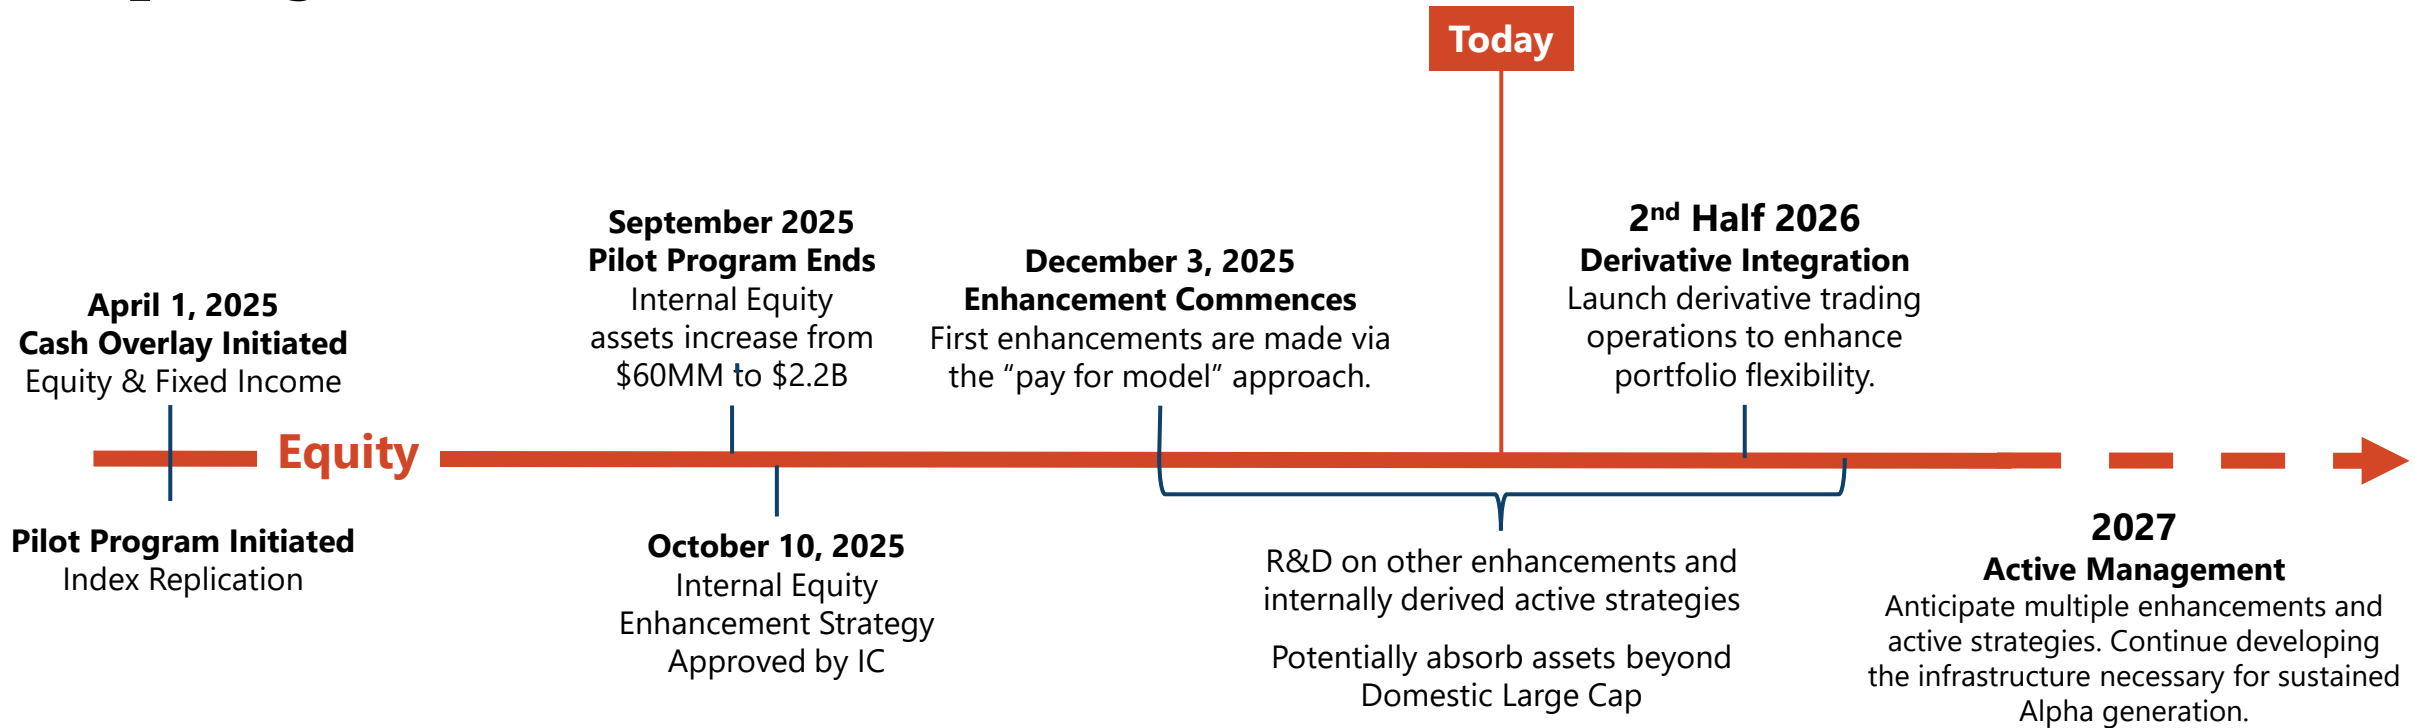 Today
April 1, 2025
Cash Overlay Initiated
Equity & Fixed Income
September 2025
Pilot Program Ends
Internal Equity
assets increase from
$60MM to $2.2B
December 3, 2025
Enhancement Commences
First enhancements are made via
the “pay for model” approach.
2nd Half 2026
Derivative Integration
Launch derivative trading
operations to enhance
portfolio flexibility.
Equity
Pilot Program Initiated
Index Replication
October 10, 2025
Internal Equity
Enhancement Strategy
Approved by IC
R&D on other enhancements and
internally derived active strategies
Potentially absorb assets beyond
Domestic Large Cap
2027
Active Management
Anticipate multiple enhancements and
active strategies. Continue developing
the infrastructure necessary for sustained
Alpha generation.